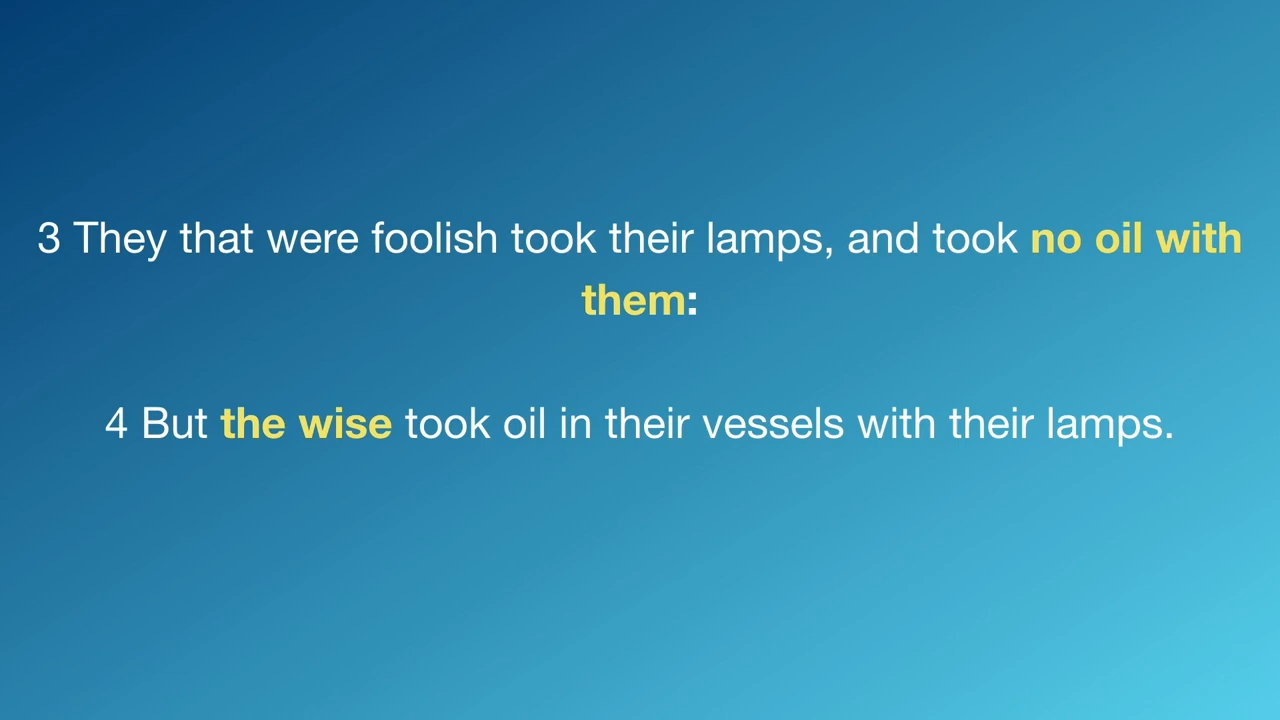 3 They that were foolish took their lamps, and took no oil with
them:
4 But the wise took oil in their vessels with their lamps.